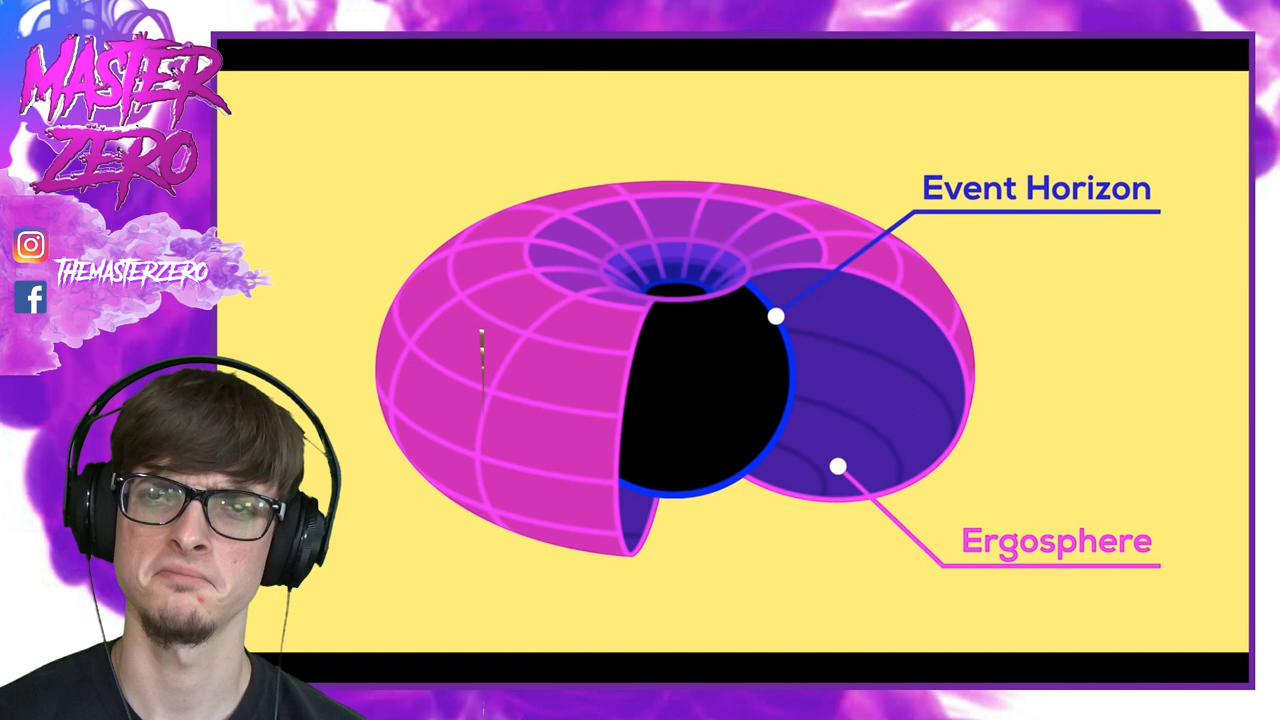 MASTER
ZERO
THEMASTERZERO
Event Horizon
Ergosphere